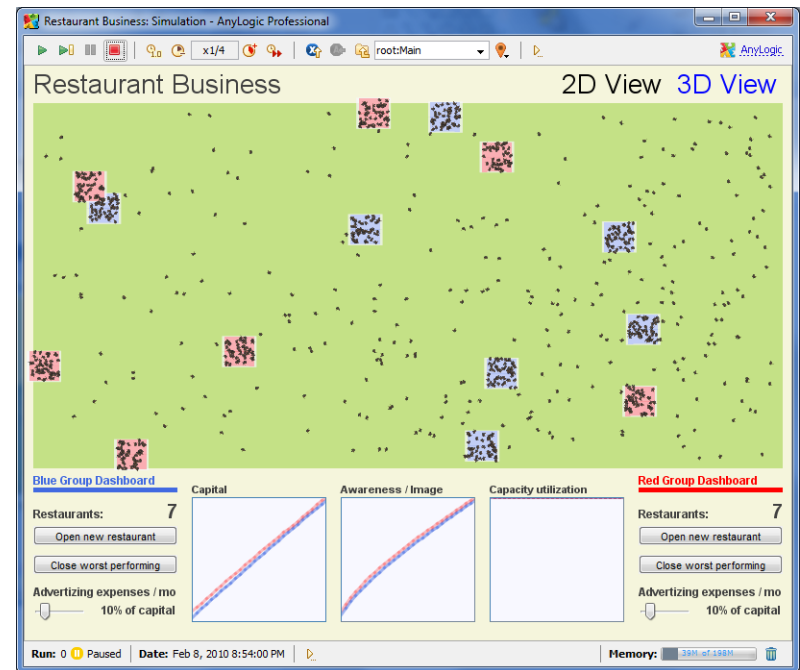 Restaurant Business: Simulation - AnyLogic Professional
x1/4 root:Main AnyLogic
Restaurant Business 2D View 3D View
Blue Group Dashboard Capital Awareness / Image Capacity utilization Red Group Dashboard
Restaurants: 7 Restaurants: 7
Open new restaurant Open new restaurant
Close worst performing Close worst performing
Advertizing expenses / mo Advertizing expenses / mo
10% of capital 10% of capital
Run: 0 Paused Date: Feb 8, 2010 8:54:00 PM Memory: 39M of 198M